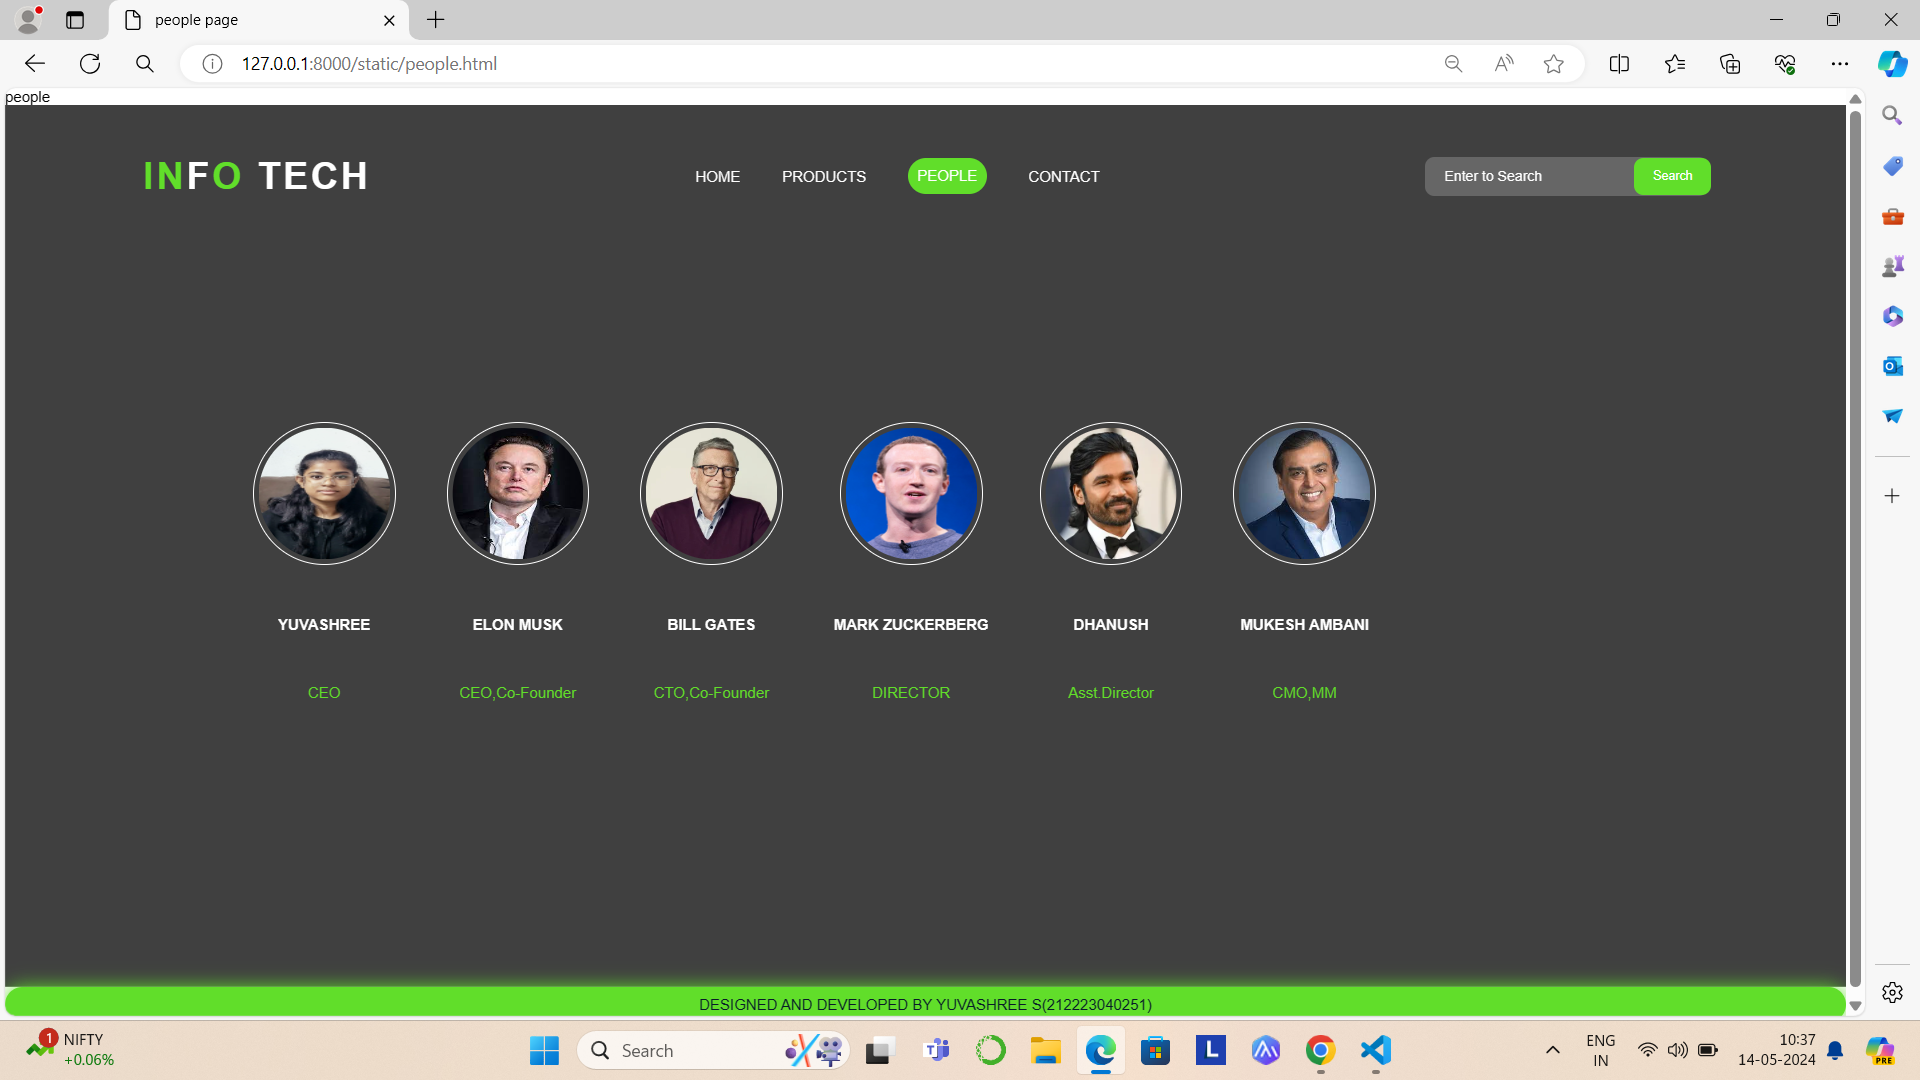 people page
127.0.0.1:8000/static/people.html
people
INFO TECH
HOME PRODUCTS PEOPLE CONTACT
Enter to Search Search
YUVASHREE ELON MUSK BILL GATES MARK ZUCKERBERG DHANUSH MUKESH AMBANI
CEO CEO,Co-Founder CTO,Co-Founder DIRECTOR Asst.Director CMO,MM
DESIGNED AND DEVELOPED BY YUVASHREE S(212223040251)
1 NIFTY
+0.06%
Search
L
PRE
ENG
IN
10:37
14-05-2024